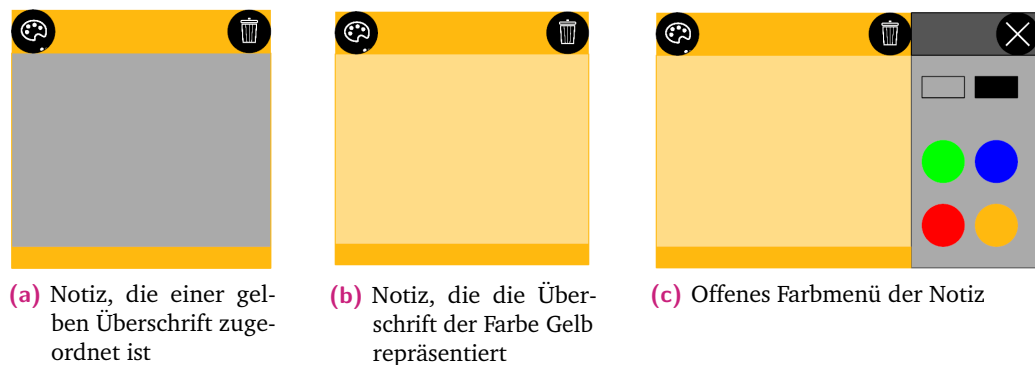 (a) Notiz, die einer gel-
ben Überschrift zuge-
ordnet ist
(b) Notiz, die die Über-
schrift der Farbe Gelb
repräsentiert
(c) Offenes Farbmenü der Notiz